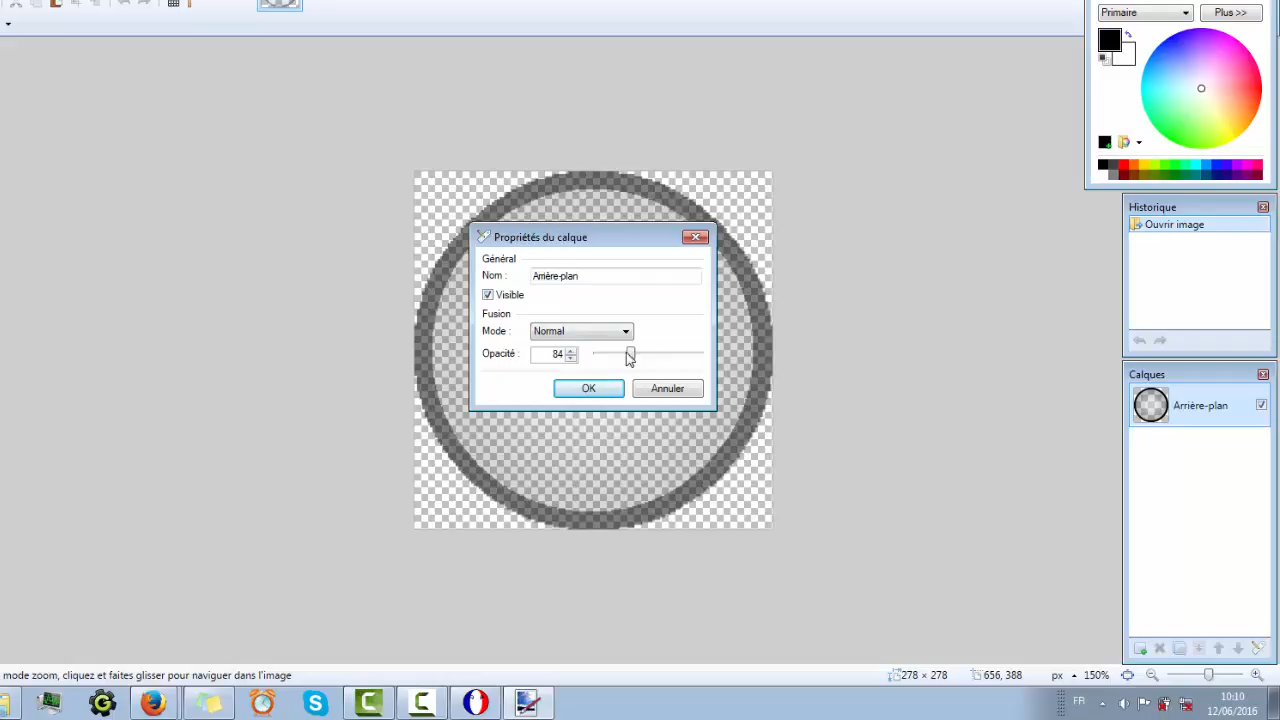 Primaire
Plus >>
Historique
Ouvrir image
Propriétés du calque
Général
Nom :
Arrière-plan
Visible
Fusion
Mode :
Normal
Opacité :
84
OK
Annuler
Calques
Arrière-plan
mode zoom, cliquez et faites glisser pour naviguer dans l'image
278 × 278
656, 388
px
150%
FR
10:10
12/06/2016